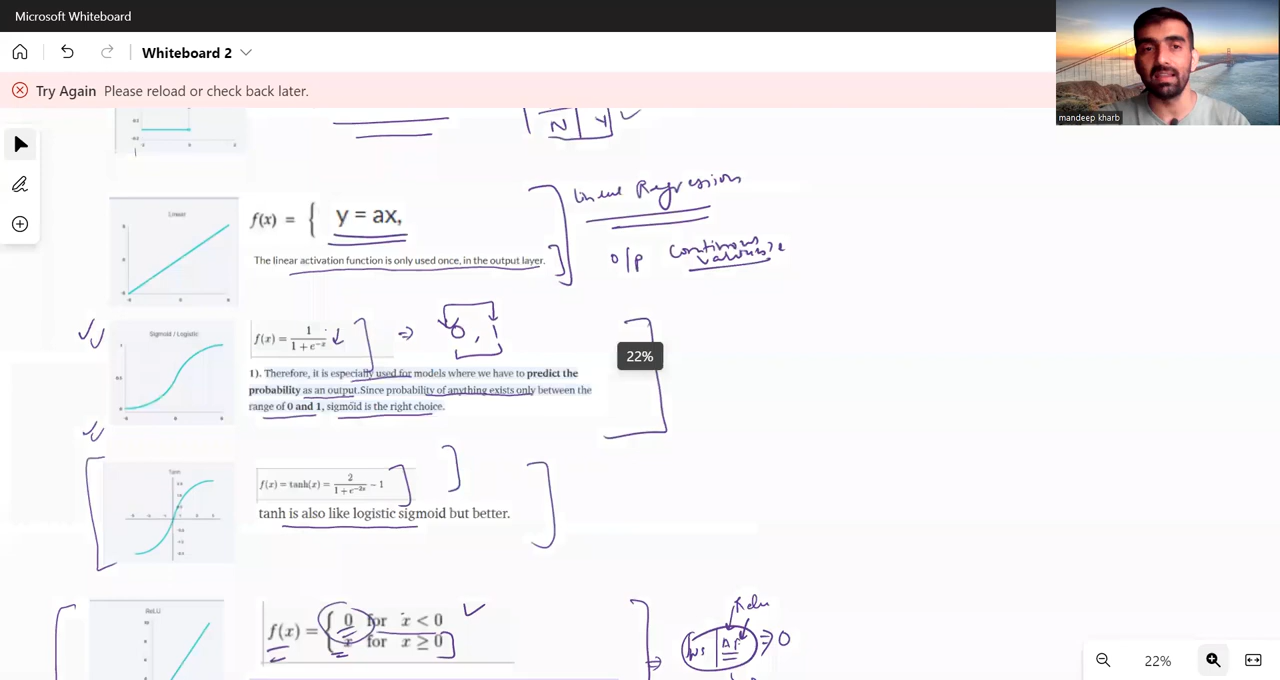 Microsoft Whiteboard
Whiteboard 2
Try Again Please reload or check back later.
mandeep kharb
N Y
Linear
f(x) = { y = ax,
The linear activation function is only used once, in the output layer.
Linear Regression
o/p Continuous
values
Sigmoid / Logistic
f(x) = 1 / 1 + e^-x
⇒ 0, 1
22%
1). Therefore, it is especially used for models where we have to predict the
probability as an output.Since probability of anything exists only between the
range of 0 and 1, sigmoid is the right choice.
Tanh
f(x) = tanh(x) = 2 / 1 + e^-2x - 1
tanh is also like logistic sigmoid but better.
ReLU
f(x) = { 0 for x < 0
x for x ≥ 0
Relu
WS AF ⇒ 0
22%